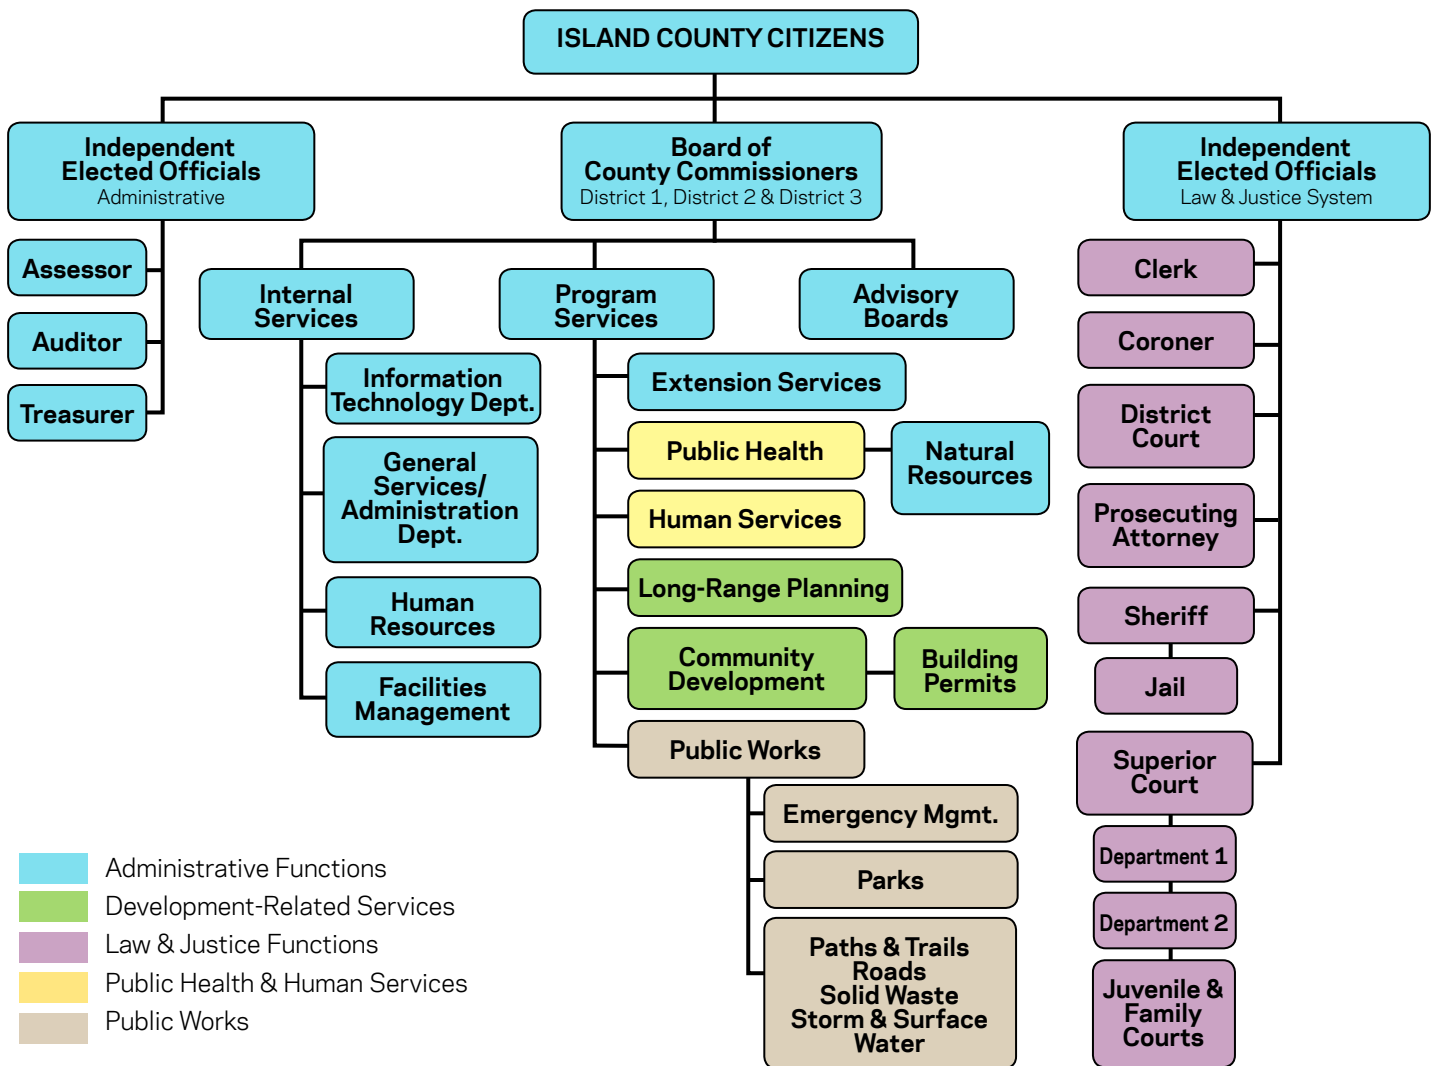 ISLAND COUNTY CITIZENS
Independent
Elected Officials
Administrative
Assessor
Auditor
Treasurer
Board of
County Commissioners
District 1, District 2 & District 3
Internal
Services
Information
Technology Dept.
General
Services/
Administration
Dept.
Human
Resources
Facilities
Management
Program
Services
Extension Services
Public Health
Natural
Resources
Human Services
Long-Range Planning
Community
Development
Building
Permits
Public Works
Emergency Mgmt.
Parks
Paths & Trails
Roads
Solid Waste
Storm & Surface
Water
Advisory
Boards
Independent
Elected Officials
Law & Justice System
Clerk
Coroner
District
Court
Prosecuting
Attorney
Sheriff
Jail
Superior
Court
Department 1
Department 2
Juvenile &
Family
Courts
Administrative Functions
Development-Related Services
Law & Justice Functions
Public Health & Human Services
Public Works